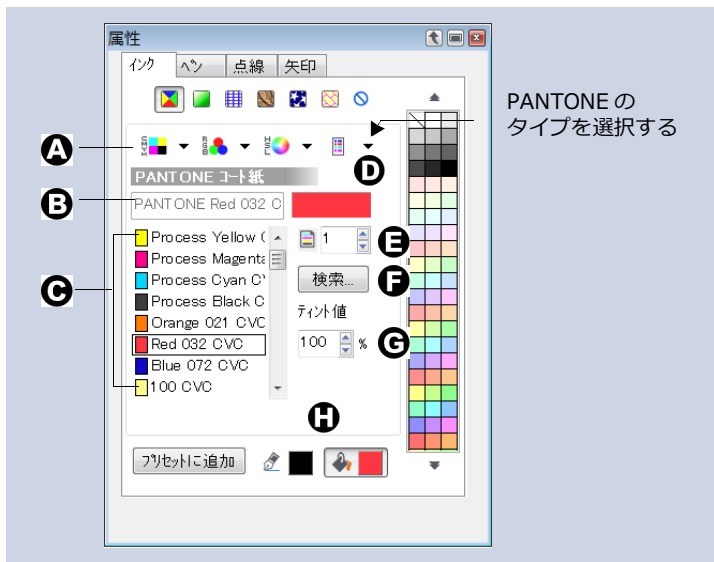 属性
インク
ペン
点線
矢印
PANTONE の
タイプを選択する
A
CMYK
RGB
HSL
D
PANTONE コート紙
B
PANTONE Red 032 C
C
Process Yellow (
Process Magenta
Process Cyan C
Process Black C
Orange 021 CVC
Red 032 CVC
Blue 072 CVC
100 CVC
1
E
検索...
F
ティント値
100 %
G
H
プリセットに追加